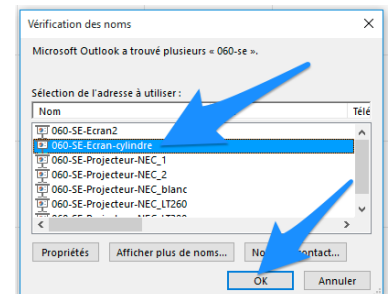 Vérification des noms
Microsoft Outlook a trouvé plusieurs « 060-se ».
Sélection de l'adresse à utiliser :
Nom Télé
060-SE-Ecran2
060-SE-Ecran-cylindre
060-SE-Projecteur-NEC_1
060-SE-Projecteur-NEC_2
060-SE-Projecteur-NEC_blanc
060-SE-Projecteur-NEC_LT260
Propriétés Afficher plus de noms...
OK Annuler